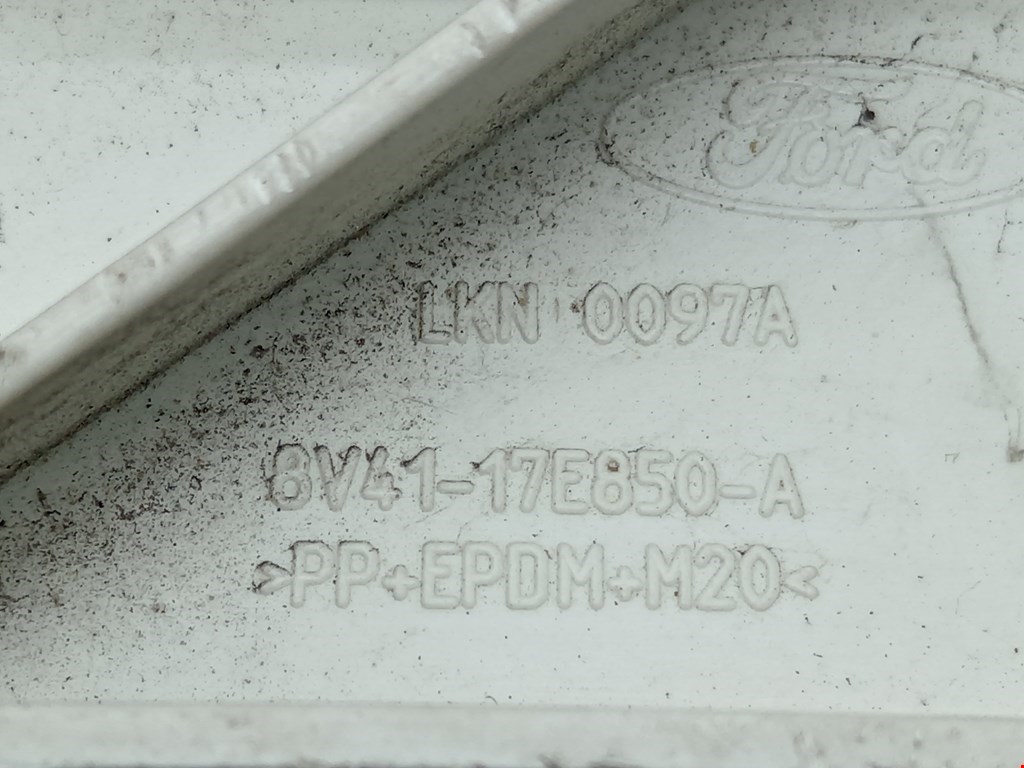 Ford
LKN 0097A
8V41-17E850-A
>PP+EPDM+M20<